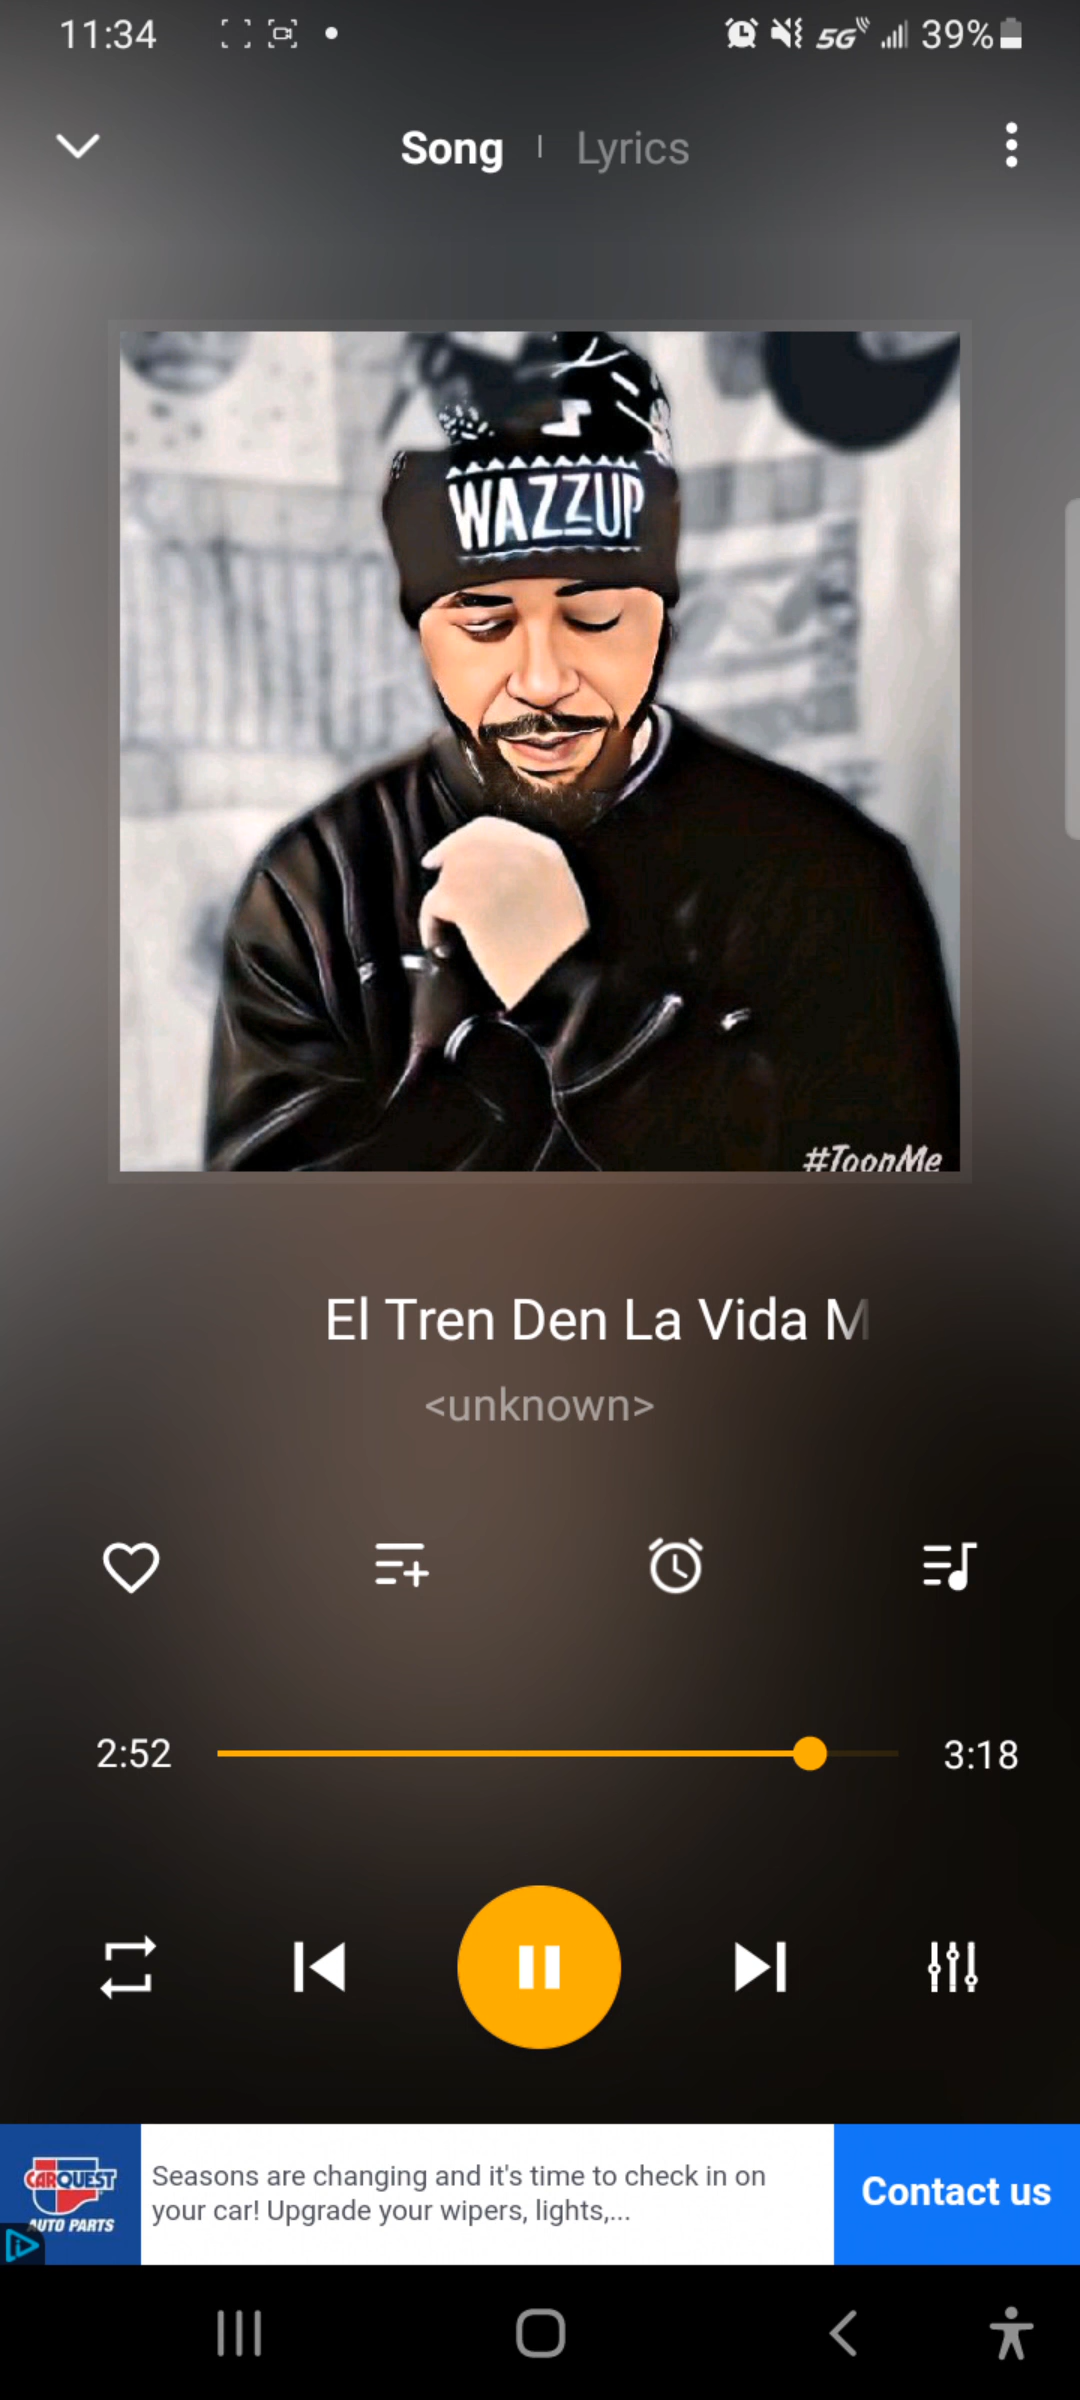 11:34
5G
39%
Song
Lyrics
WAZZUP
#ToonMe
El Tren Den La Vida M
<unknown>
2:52
3:18
CARQUEST
AUTO PARTS
Seasons are changing and it's time to check in on
your car! Upgrade your wipers, lights,...
Contact us